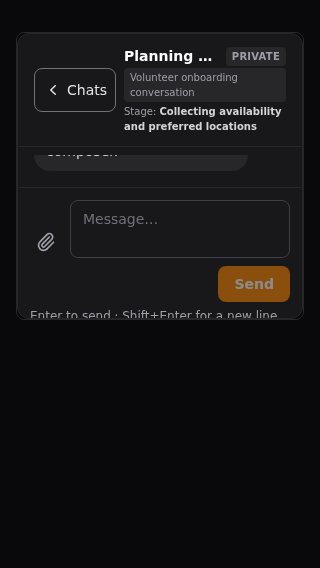 Planning …
PRIVATE
Chats
Volunteer onboarding
conversation
Stage: Collecting availability
and preferred locations
Message…
Send
Enter to send · Shift+Enter for a new line